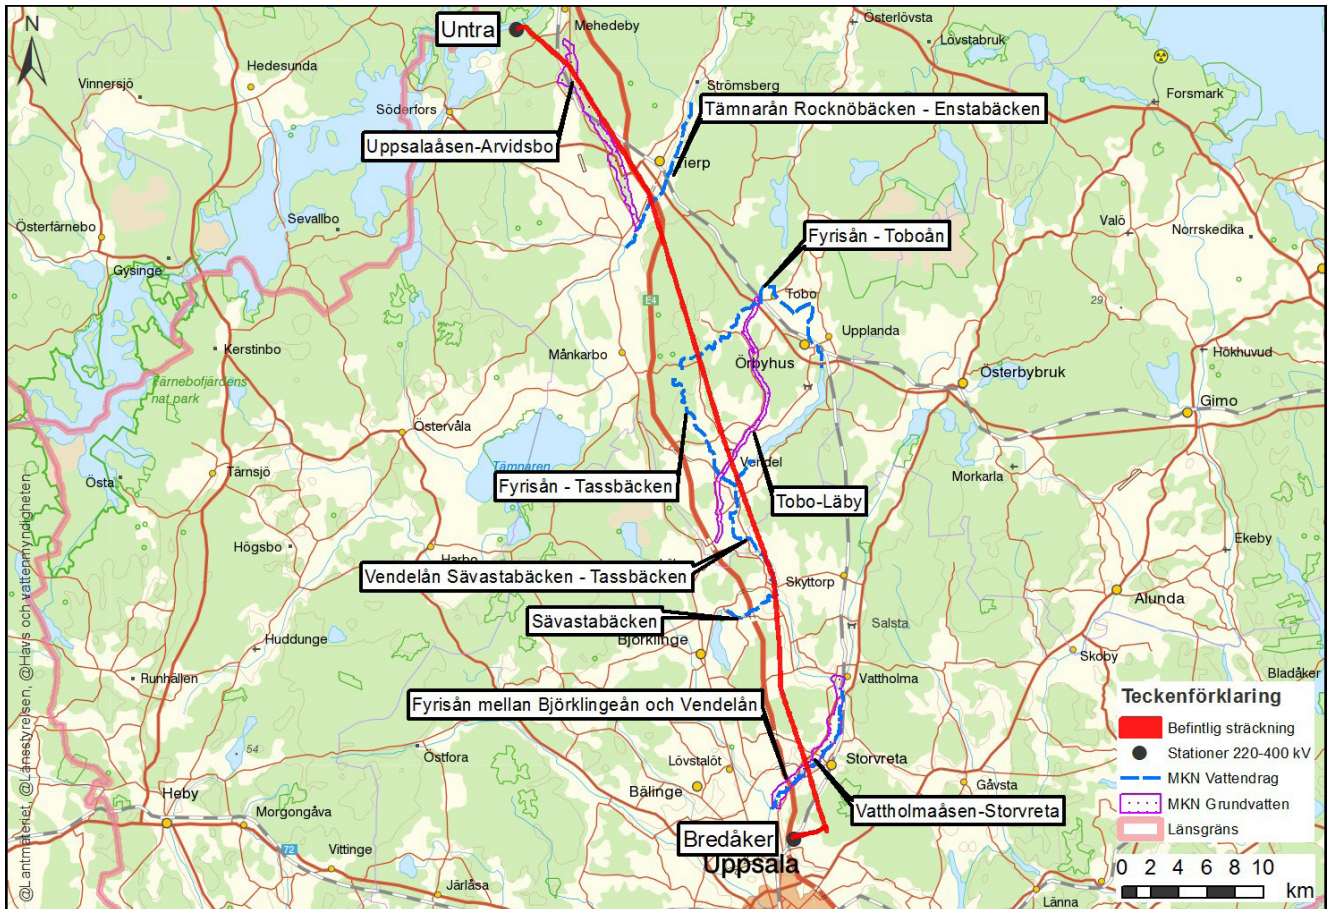 N
Untra
Mehedeby
Österlövsta
Lövstabruk
Hedesunda
Vinnersjö
Strömsberg
Forsmark
Söderfors
Tämnarån Rocknöbäcken - Enstabäcken
Uppsalaåsen-Arvidsbo
Sevallbo
Österfärnebo
Valö
Norrskedika
Fyrisån - Toboån
Gysinge
Tobo
29
E4
Upplanda
Kerstinbo
Månkarbo
Örbyhus
Hökhuvud
Österbybruk
nat.park
Gimo
Östervåla
Tämnaren
Vendel
Tärnsjö
Morkarla
Östa
Fyrisån - Tassbäcken
Tobo-Läby
Högsbo
Harbo
Ekeby
Vendelån Sävastabäcken - Tassbäcken
Skyttorp
Alunda
Sävastabäcken
Salsta
Huddunge
Björklinge
Skoby
Runhällen
Vattholma
Bladåker
Fyrisån mellan Björklingeån och Vendelån
54
Östfora
Lövstalöt
Storvreta
Gåvsta
Bälinge
Heby
Morgongåva
Vattholmaåsen-Storvreta
Bredåker
Uppsala
72
Vittinge
Järlåsa
Länna
Teckenförklaring
Befintlig sträckning
Stationer 220-400 kV
MKN Vattendrag
MKN Grundvatten
Länsgräns
0 2 4 6 8 10
km
@Lantmäteriet, @Länestyrelsen, @Havs och vattenmyndigheten